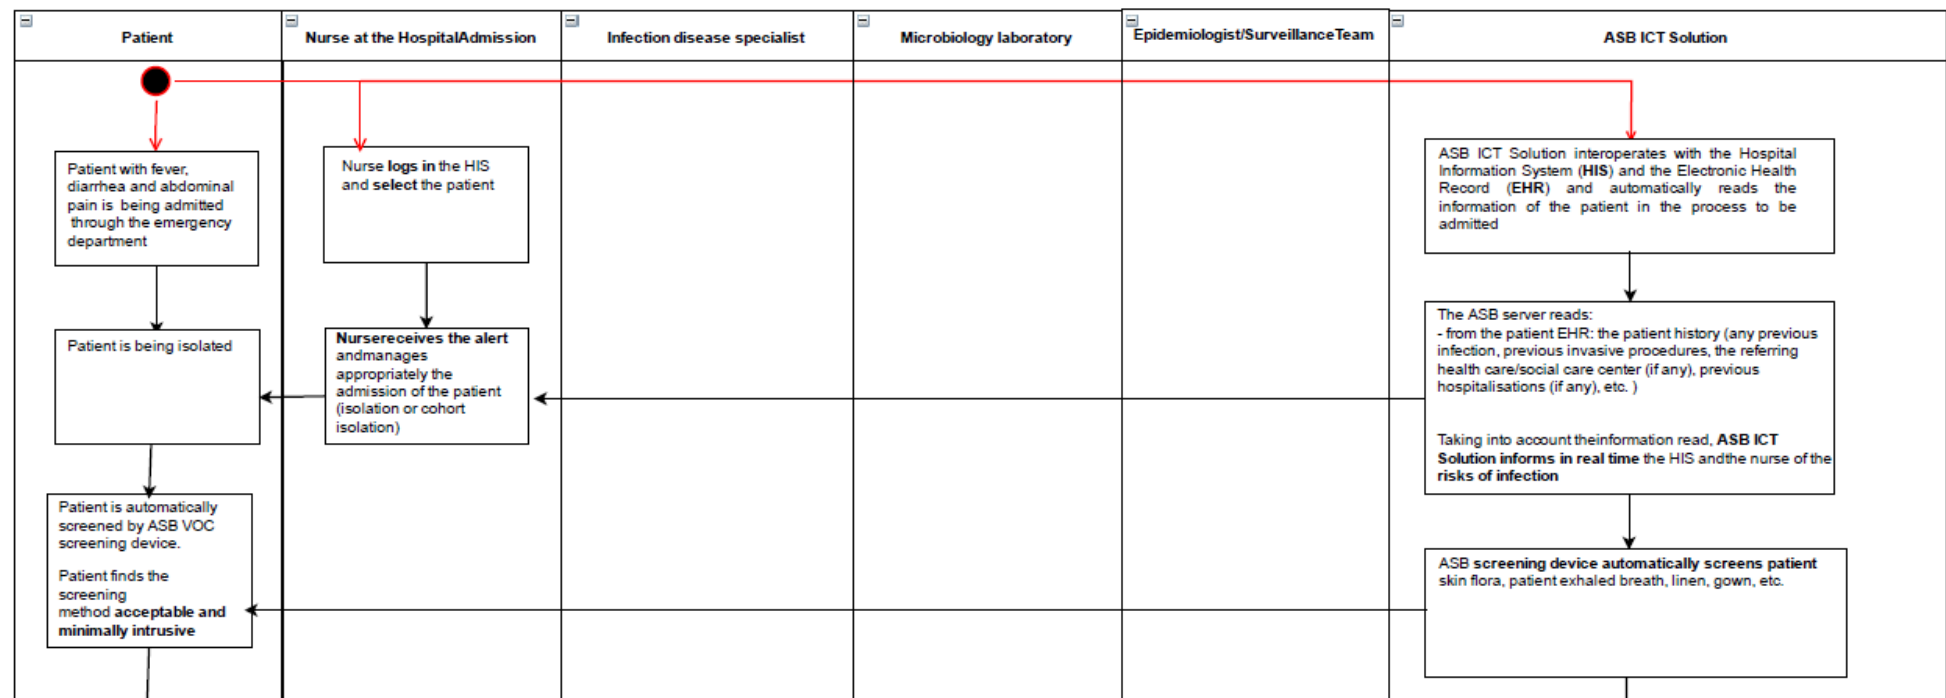 Patient
Nurse at the HospitalAdmission
Infection disease specialist
Microbiology laboratory
Epidemiologist/SurveillanceTeam
ASB ICT Solution
Patient with fever,
diarrhea and abdominal
pain is being admitted
through the emergency
department
Nurse logs in the HIS
and select the patient
ASB ICT Solution interoperates with the Hospital
Information System (HIS) and the Electronic Health
Record (EHR) and automatically reads the
information of the patient in the process to be
admitted
Patient is being isolated
Nursereceives the alert
andmanages
appropriately the
admission of the patient
(isolation or cohort
isolation)
The ASB server reads:
- from the patient EHR: the patient history (any previous
infection, previous invasive procedures, the referring
health care/social care center (if any), previous
hospitalisations (if any), etc. )
Taking into account theinformation read, ASB ICT
Solution informs in real time the HIS andthe nurse of the
risks of infection
Patient is automatically
screened by ASB VOC
screening device.
Patient finds the
screening
method acceptable and
minimally intrusive
ASB screening device automatically screens patient
skin flora, patient exhaled breath, linen, gown, etc.